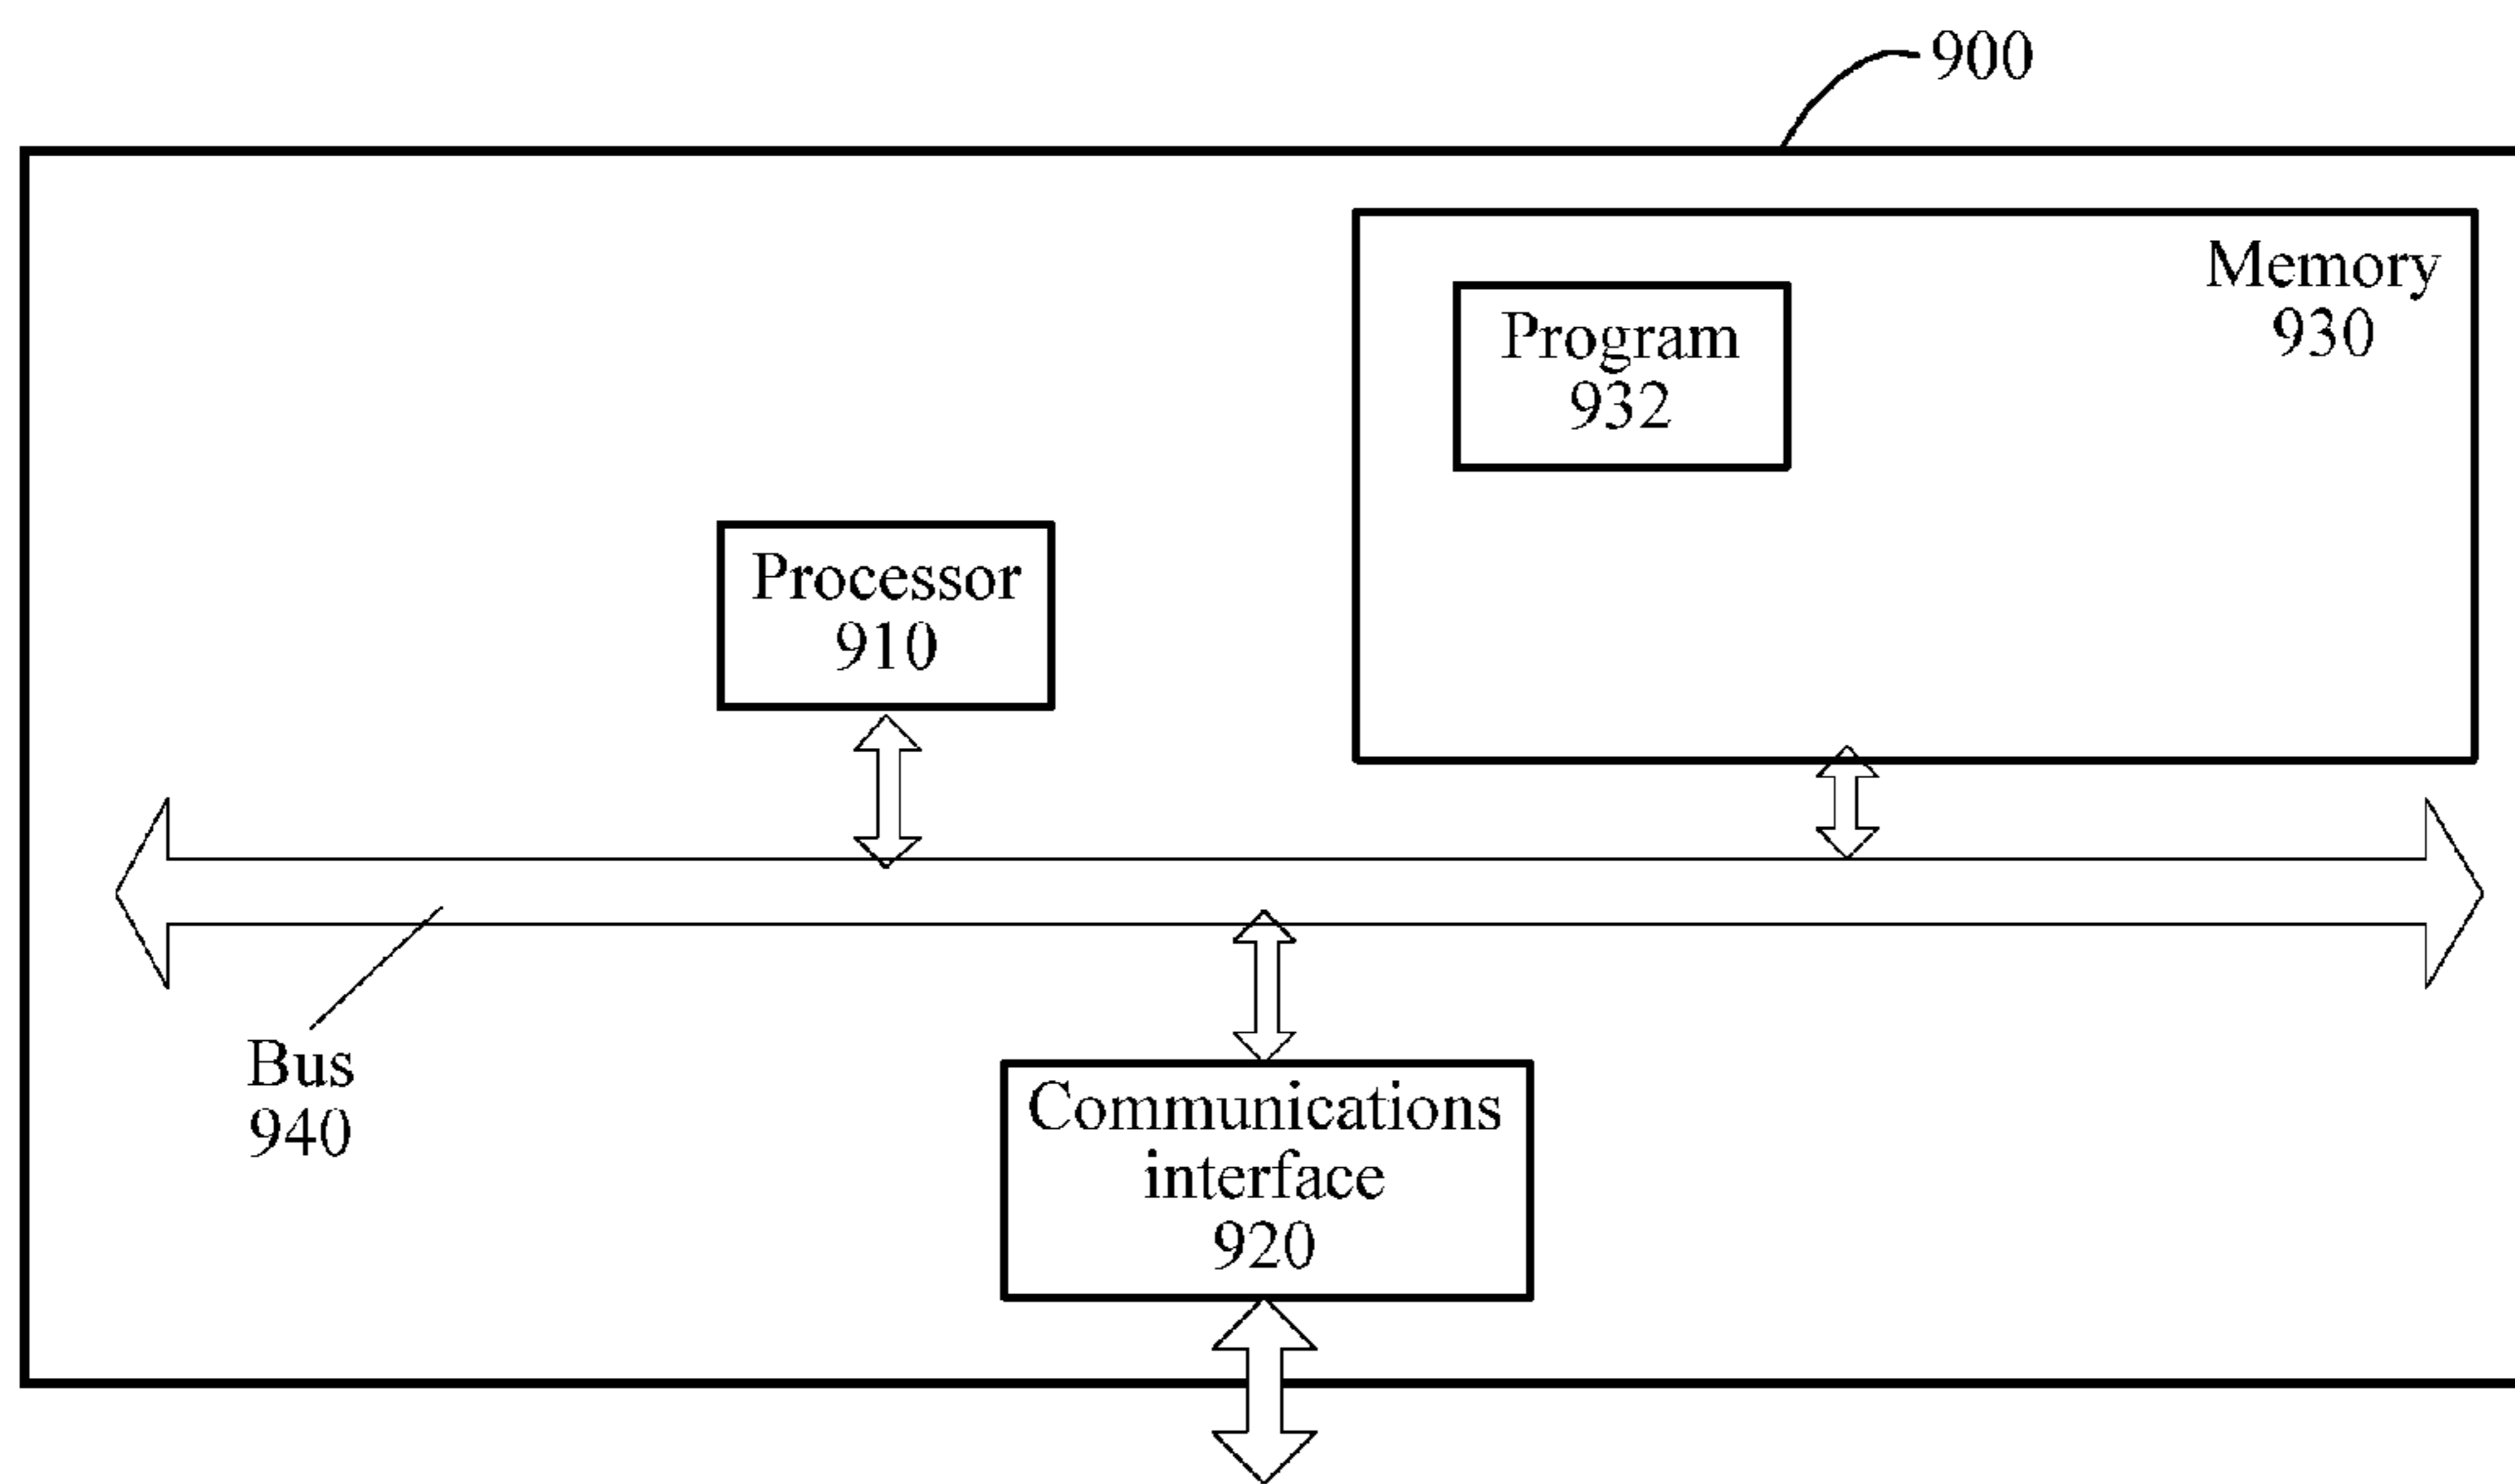 900
Memory
930
Program
932
Processor
910
Bus
940
Communications
interface
920